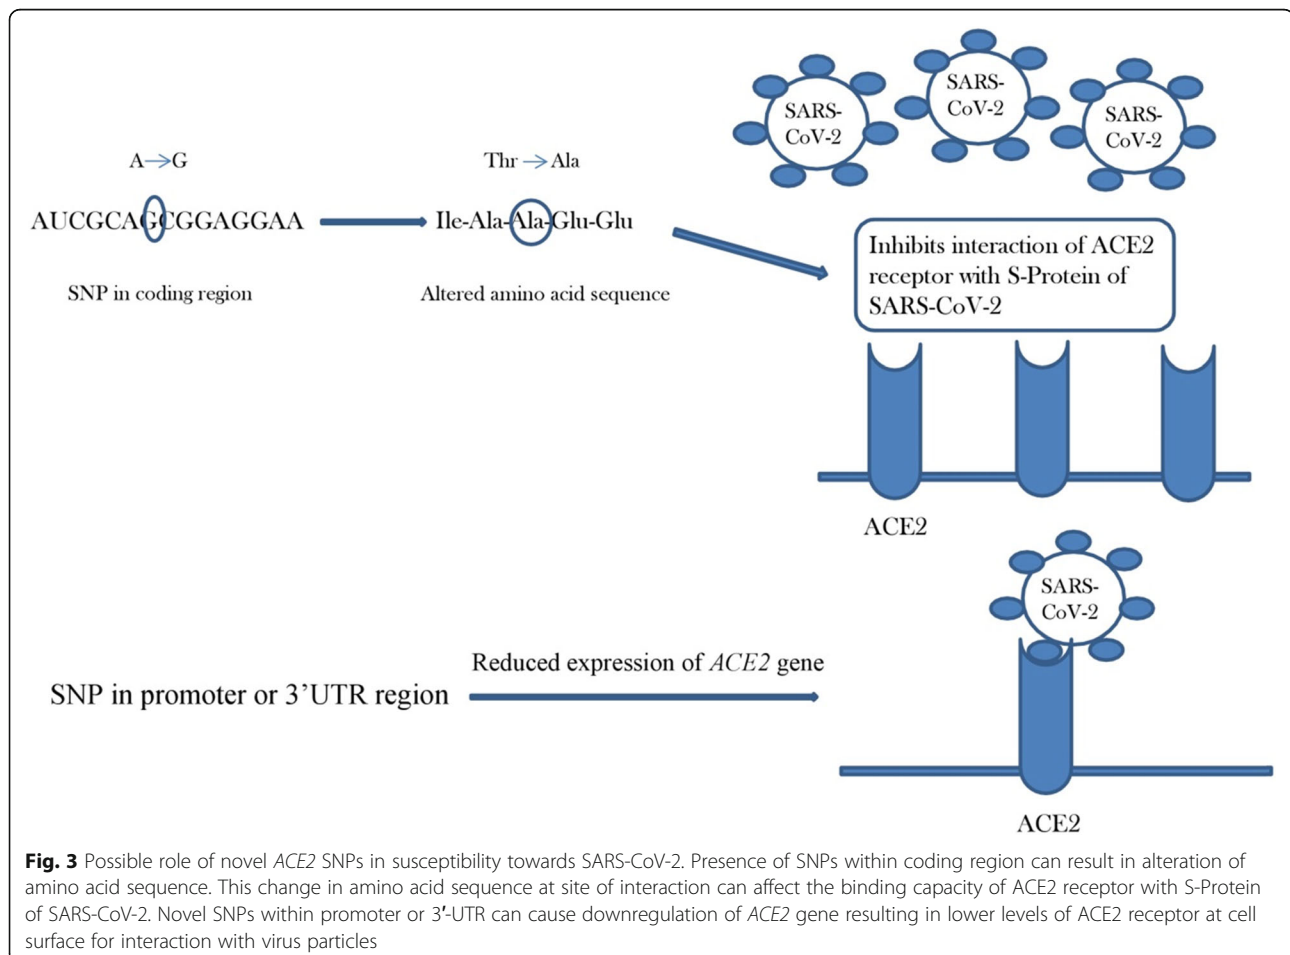 SARS-
CoV-2
SARS-
CoV-2
SARS-
CoV-2
A→G
Thr→Ala
AUCGCAGCGGAGGAA
Ile-Ala-Ala-Glu-Glu
SNP in coding region
Altered amino acid sequence
Inhibits interaction of ACE2
receptor with S-Protein of
SARS-CoV-2
ACE2
SARS-
CoV-2
Reduced expression of ACE2 gene
SNP in promoter or 3’UTR region
ACE2
Fig. 3 Possible role of novel ACE2 SNPs in susceptibility towards SARS-CoV-2. Presence of SNPs within coding region can result in alteration of
amino acid sequence. This change in amino acid sequence at site of interaction can affect the binding capacity of ACE2 receptor with S-Protein
of SARS-CoV-2. Novel SNPs within promoter or 3′-UTR can cause downregulation of ACE2 gene resulting in lower levels of ACE2 receptor at cell
surface for interaction with virus particles